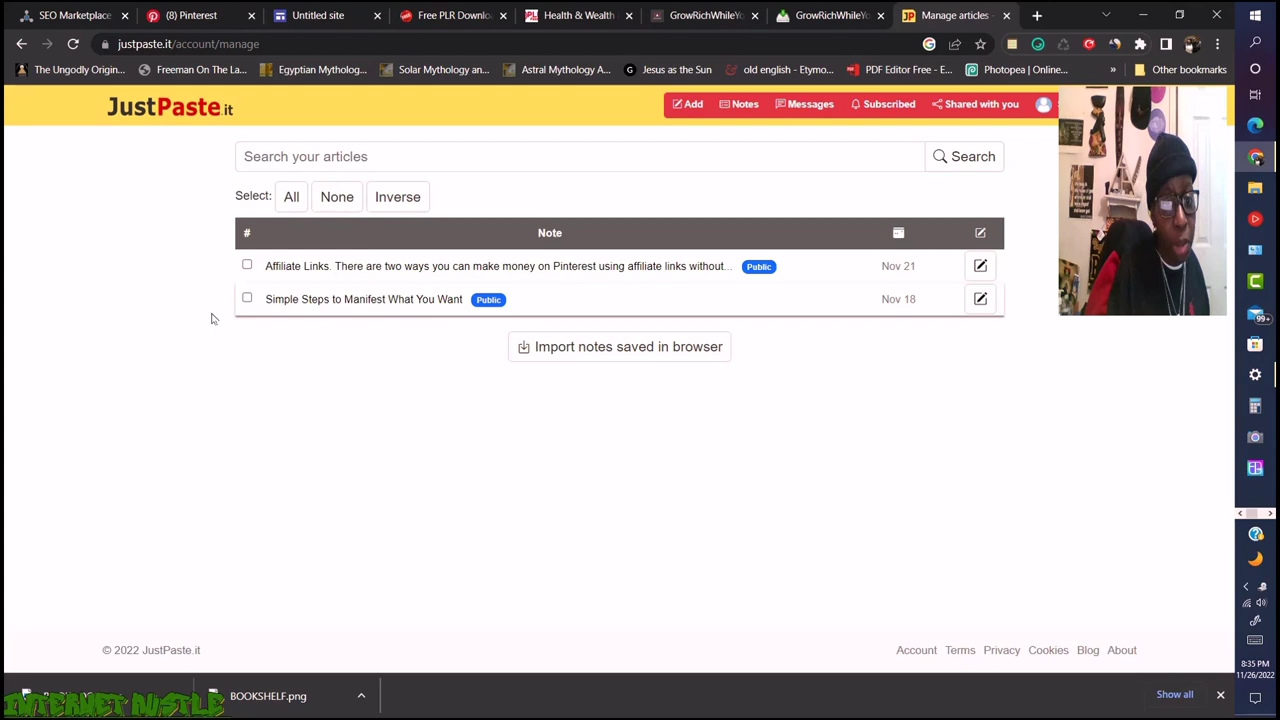 SEO Marketplace
(8) Pinterest
Untitled site
Free PLR Downlo
Health & Wealth
GrowRichWhileYo
GrowRichWhileYo
Manage articles -
justpaste.it/account/manage
The Ungodly Origin...
Freeman On The La...
Egyptian Mytholog...
Solar Mythology an...
Astral Mythology A...
Jesus as the Sun
old english - Etymo...
PDF Editor Free - E...
Photopea | Online...
»
Other bookmarks
JustPaste.it
Add
Notes
Messages
Subscribed
Shared with you
Search your articles
Search
Select:
All
None
Inverse
#
Note
Affiliate Links. There are two ways you can make money on Pinterest using affiliate links without...
Public
Nov 21
Simple Steps to Manifest What You Want
Public
Nov 18
Import notes saved in browser
99+
© 2022 JustPaste.it
Account
Terms
Privacy
Cookies
Blog
About
8:35 PM
11/26/2022
BOOKSHELF.png
Show all
INTERNET HUSTLE